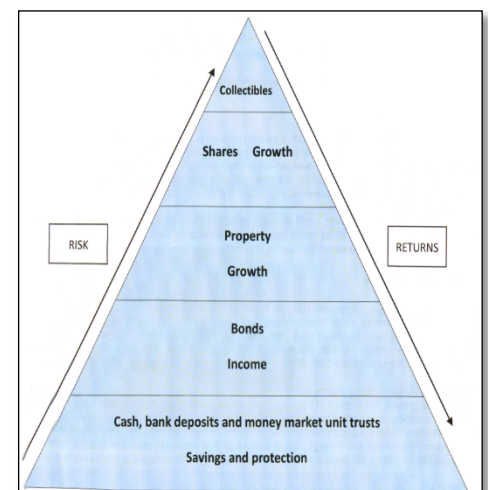 Collectibles
Shares Growth
RISK
Property
Growth
RETURNS
Bonds
Income
Cash, bank deposits and money market unit trusts
Savings and protection